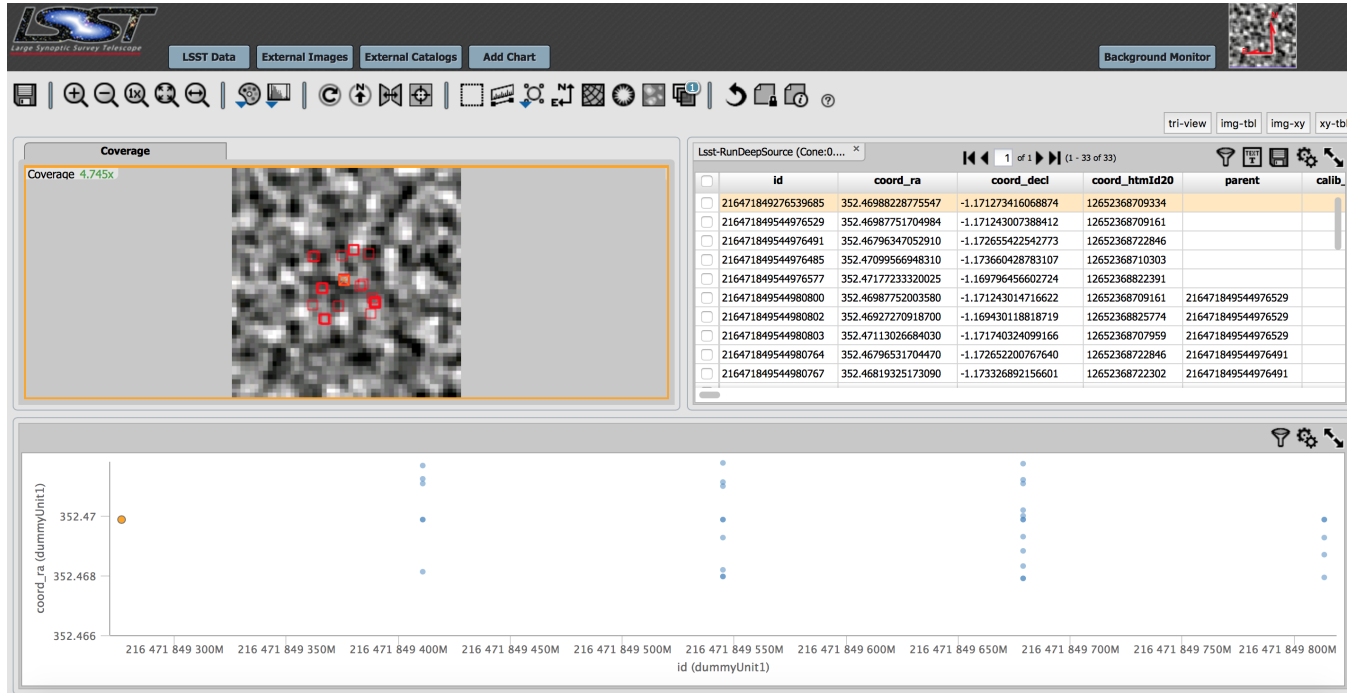 LSST
Large Synoptic Survey Telescope
LSST Data External Images External Catalogs Add Chart Background Monitor
1x N N E 1 ?
tri-view img-tbl img-xy xy-tbl
Coverage
Coverage 4.745x
Lsst-RunDeepSource (Cone:0.... × 1 of 1 (1 - 33 of 33) TEXT T
id coord_ra coord_decl coord_htmId20 parent calib_
216471849276539685 352.46988228775547 -1.171273416068874 12652368709334
216471849544976529 352.46987751704984 -1.171243007388412 12652368709161
216471849544976491 352.46796347052910 -1.172655422542773 12652368722846
216471849544976485 352.47099566948310 -1.173660428783107 12652368710303
216471849544976577 352.47177233320025 -1.169796456602724 12652368822391
216471849544980800 352.46987752003580 -1.171243014716622 12652368709161 216471849544976529
216471849544980802 352.46927270918700 -1.169430118818719 12652368825774 216471849544976529
216471849544980803 352.47113026684030 -1.171740324099166 12652368707959 216471849544976529
216471849544980764 352.46796531704470 -1.172652200767640 12652368722846 216471849544976491
216471849544980767 352.46819325173090 -1.173326892156601 12652368722302 216471849544976491
coord_ra (dummyUnit1)
352.47
352.468
352.466
216 471 849 300M 216 471 849 350M 216 471 849 400M 216 471 849 450M 216 471 849 500M 216 471 849 550M 216 471 849 600M 216 471 849 650M 216 471 849 700M 216 471 849 750M 216 471 849 800M
id (dummyUnit1)